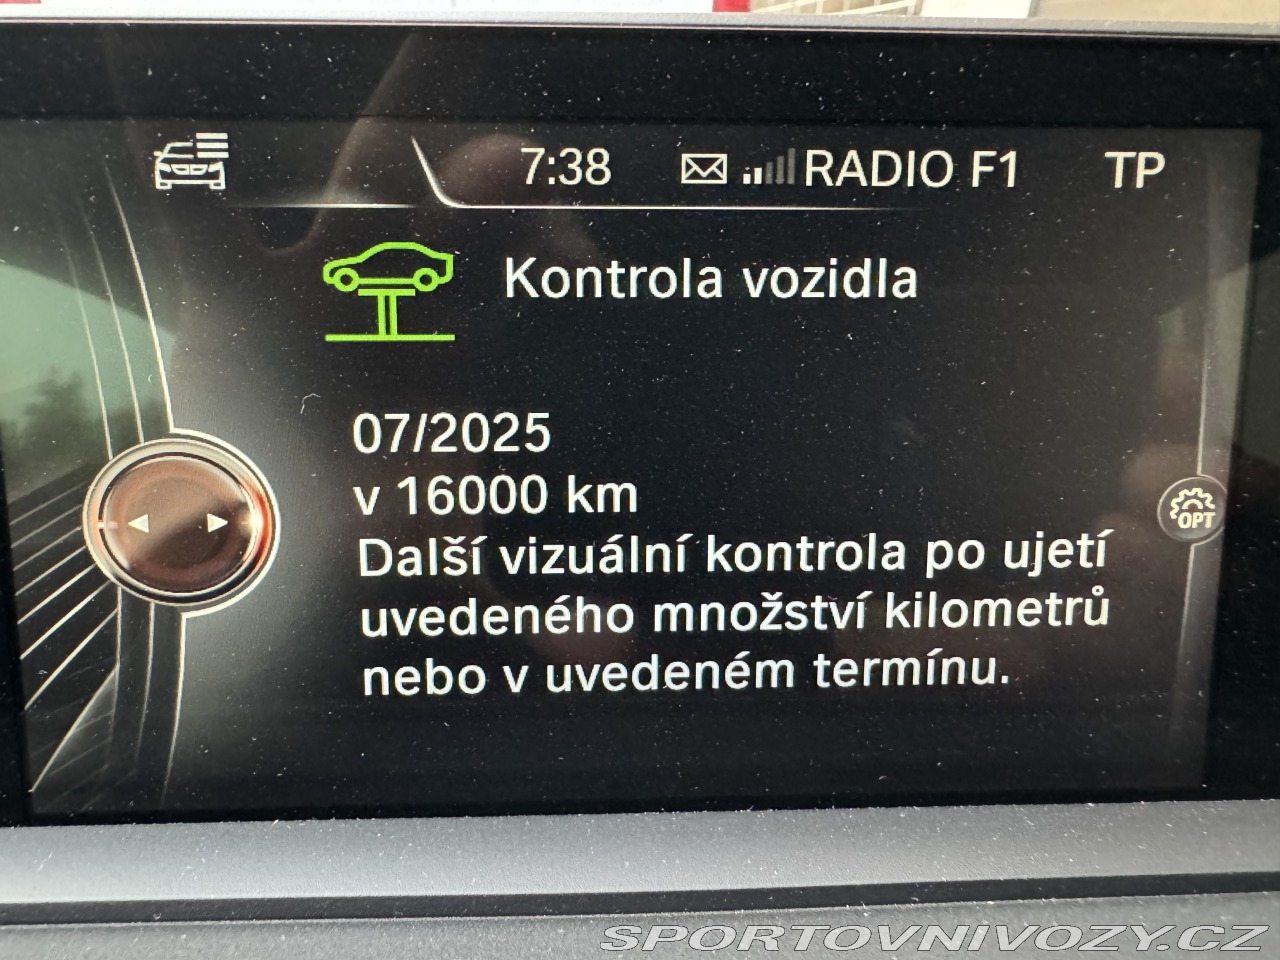 7:38 RADIO F1 TP
Kontrola vozidla
07/2025
v 16000 km
Další vizuální kontrola po ujetí
uvedeného množství kilometrů
nebo v uvedeném termínu.
OPT
SPORTOVNIVOZY.CZ